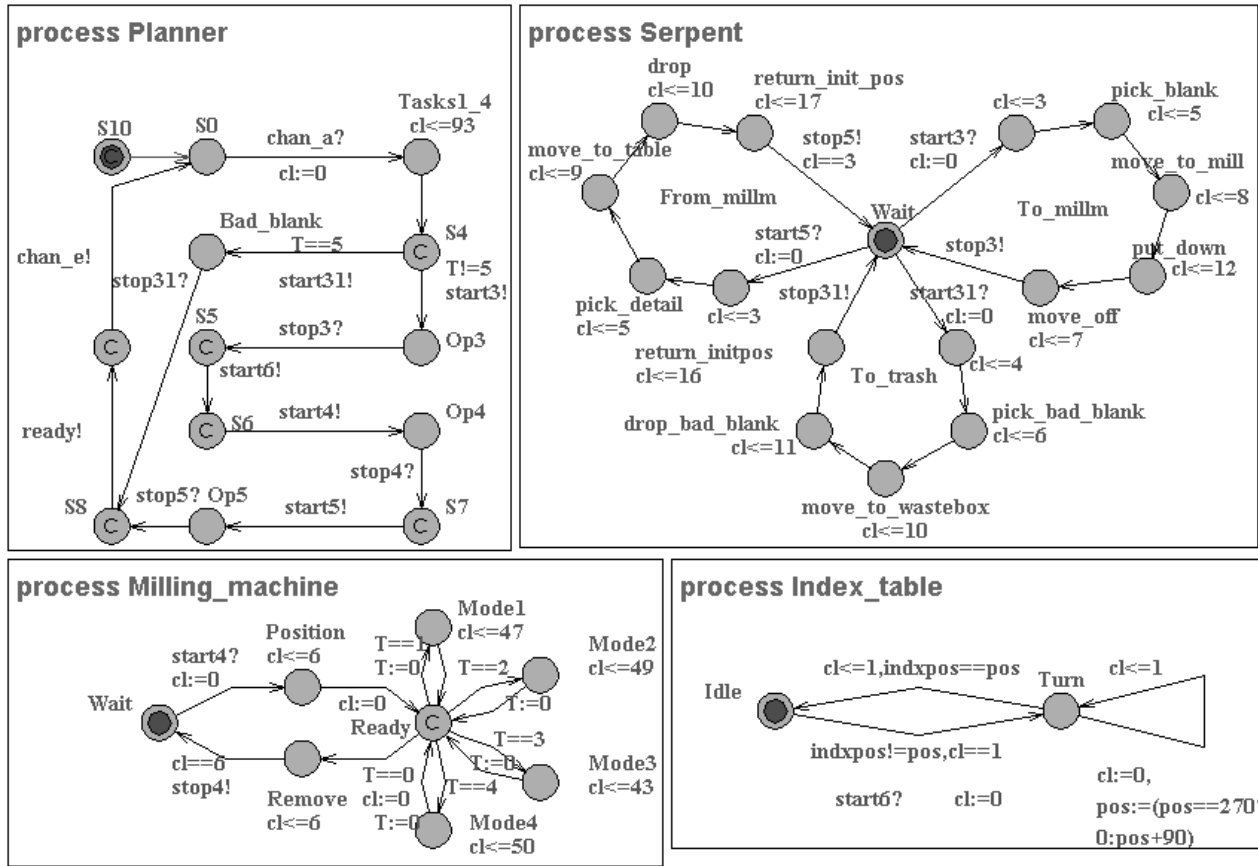 process Planner
S10
S0
chan_a?
cl:=0
Tasks1_4
cl<=93
Bad_blank
T==5
start31!
S4
T!=5
start3!
chan_e!
stop31?
S5
stop3?
Op3
start6!
S6
start4!
Op4
ready!
stop4?
S8
stop5?
Op5
start5!
S7
C
C
C
C
C
C
process Serpent
drop
cl<=10
return_init_pos
cl<=17
cl<=3
pick_blank
cl<=5
move_to_table
cl<=9
stop5!
cl==3
start3?
cl:=0
move_to_mill
cl<=8
From_millm
Wait
To_millm
start5?
cl:=0
stop3!
put_down
cl<=12
pick_detail
cl<=5
cl<=3
stop31!
start31?
cl:=0
move_off
cl<=7
return_initpos
cl<=16
To_trash
cl<=4
drop_bad_blank
cl<=11
pick_bad_blank
cl<=6
move_to_wastebox
cl<=10
process Milling_machine
Mode1
cl<=47
Position
cl<=6
start4?
cl:=0
T==1
T:=0
T==2
Mode2
cl<=49
Wait
cl:=0
Ready
C
T:=0
T==3
cl==6
stop4!
T==0
cl:=0
T:=0
T:=0
T==4
Mode3
cl<=43
Remove
cl<=6
Mode4
cl<=50
process Index_table
cl<=1,indxpos==pos
Turn
cl<=1
Idle
indxpos!=pos,cl==1
start6?
cl:=0
cl:=0,
pos:=(pos==270?
0:pos+90)